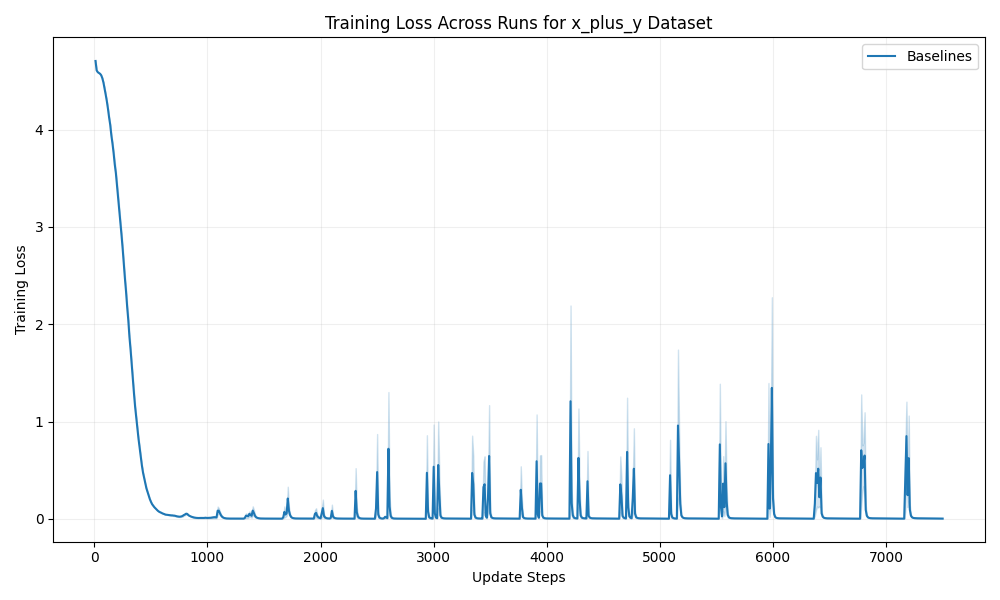 Training Loss Across Runs for x_plus_y Dataset
Baselines
Training Loss
4
3
2
1
0
0 1000 2000 3000 4000 5000 6000 7000
Update Steps